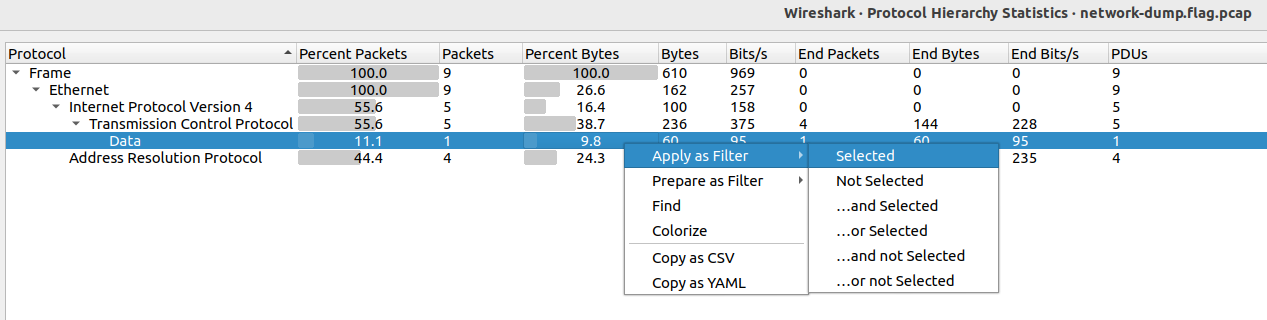 Wireshark · Protocol Hierarchy Statistics · network-dump.flag.pcap
Protocol Percent Packets Packets Percent Bytes Bytes Bits/s End Packets End Bytes End Bits/s PDUs
Frame 100.0 9 100.0 610 969 0 0 0 9
Ethernet 100.0 9 26.6 162 257 0 0 0 9
Internet Protocol Version 4 55.6 5 16.4 100 158 0 0 0 5
Transmission Control Protocol 55.6 5 38.7 236 375 4 144 228 5
Data 11.1 1 9.8 60 95 1 60 95 1
Address Resolution Protocol 44.4 4 24.3 235 4
Apply as Filter Selected
Prepare as Filter Not Selected
Find ...and Selected
Colorize ...or Selected
Copy as CSV ...and not Selected
Copy as YAML ...or not Selected